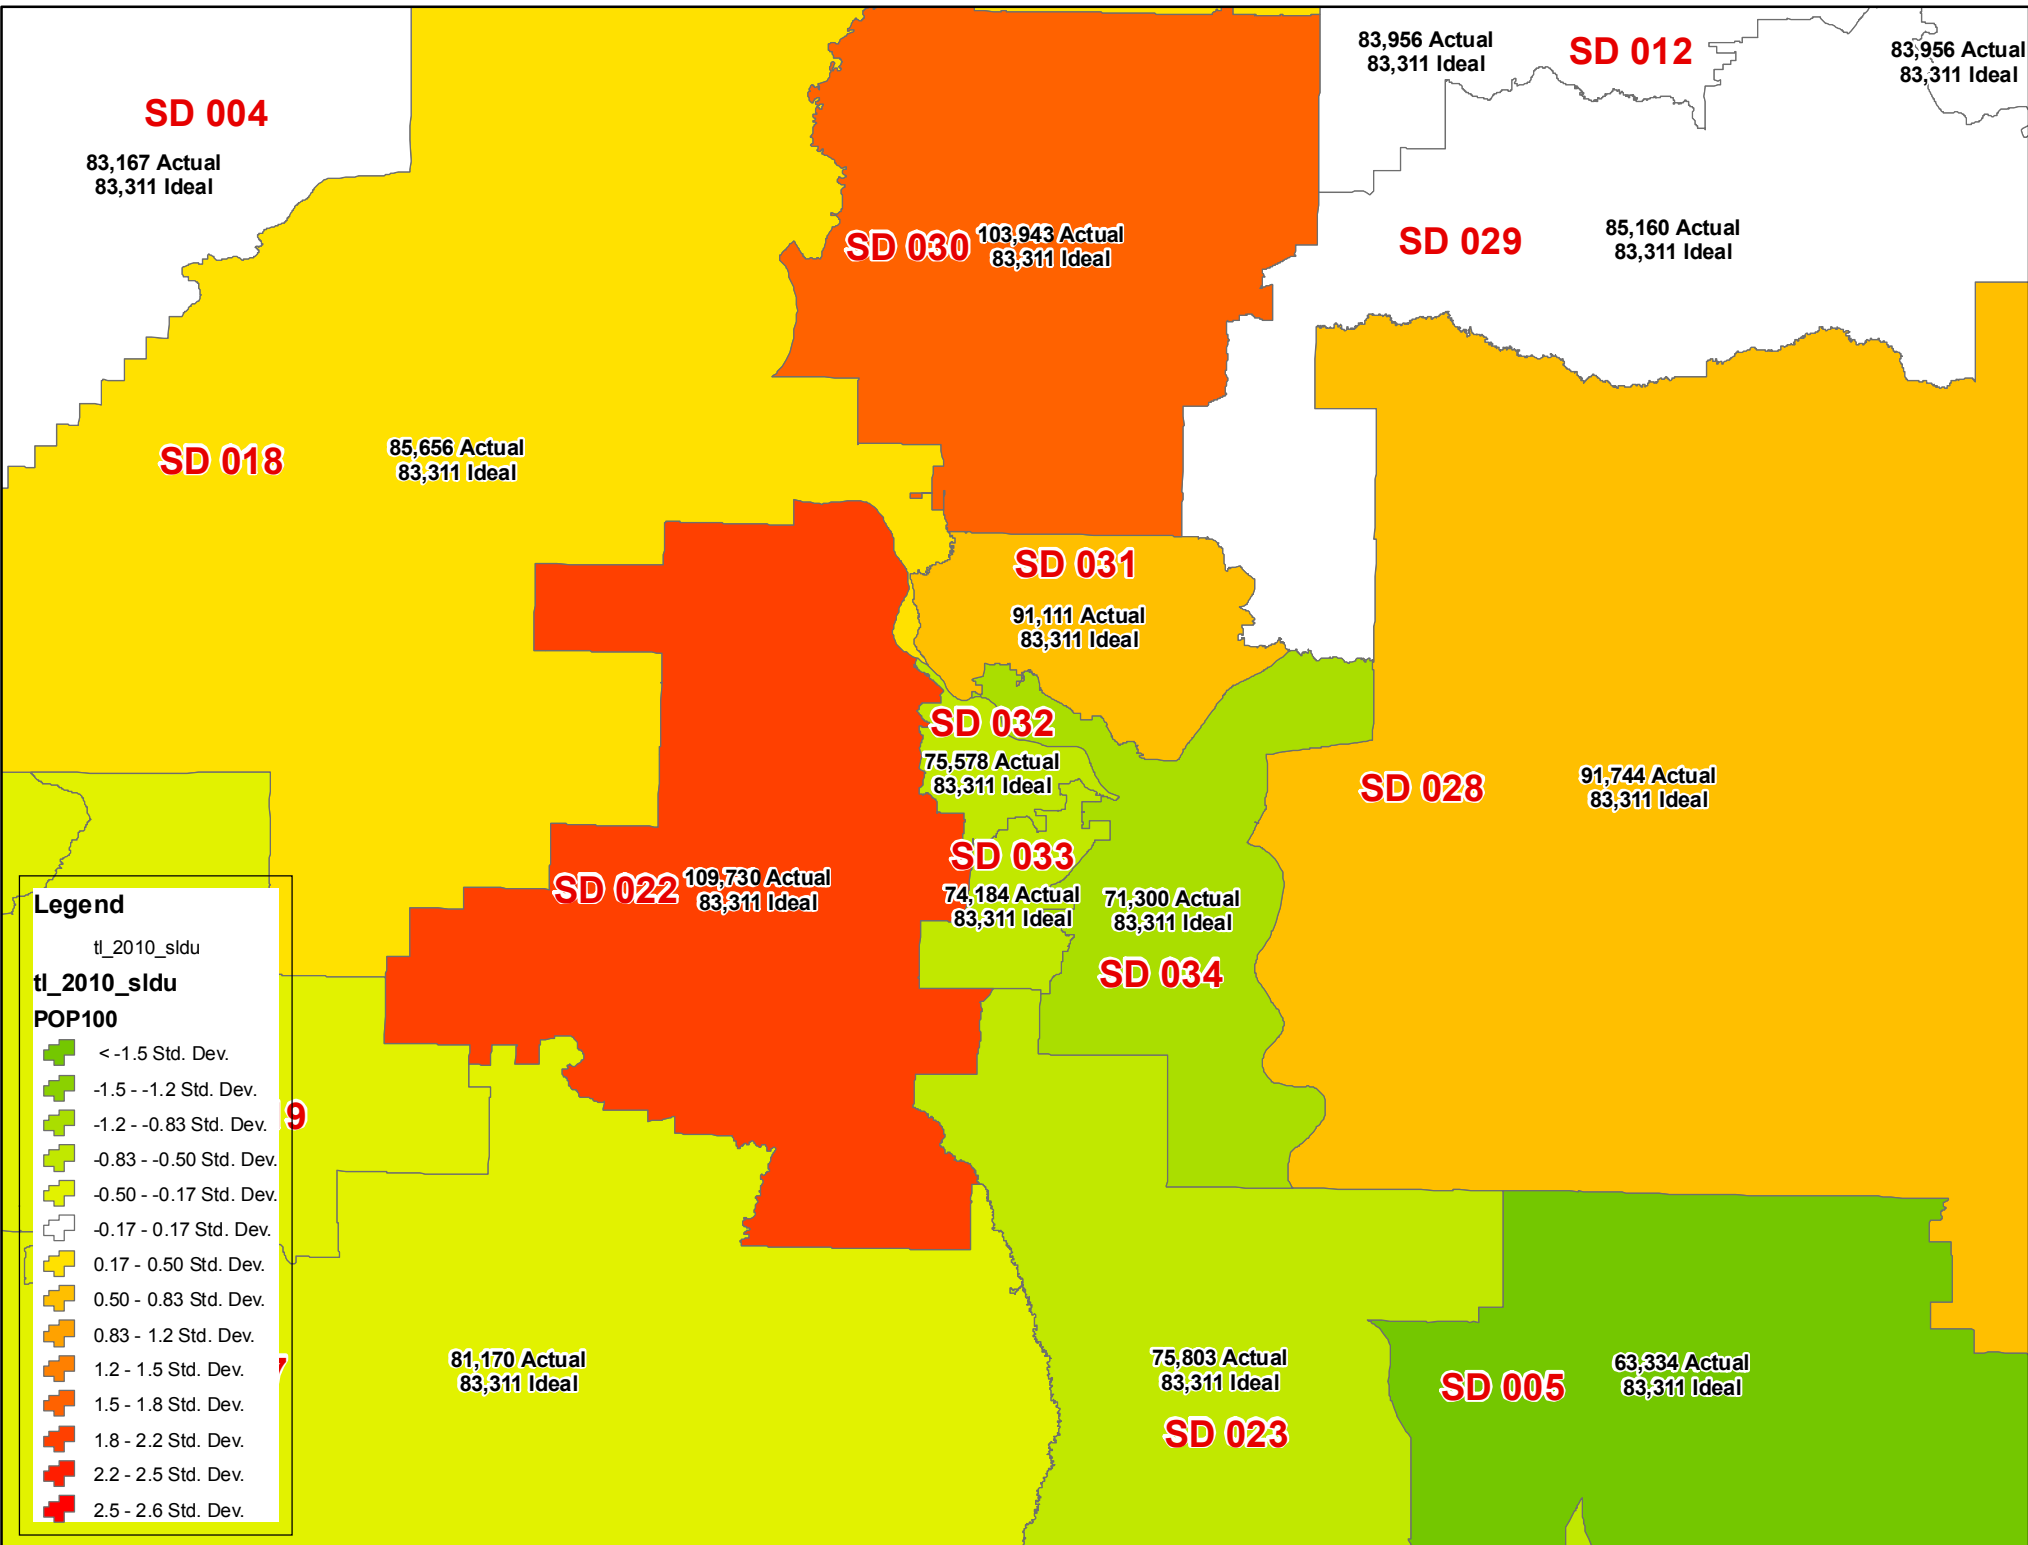 83,956 Actual
83,311 Ideal
SD 012
83,956 Actual
83,311 Ideal
SD 004
83,167 Actual
83,311 Ideal
SD 030
103,943 Actual
83,311 Ideal
SD 029
85,160 Actual
83,311 Ideal
SD 018
85,656 Actual
83,311 Ideal
SD 031
91,111 Actual
83,311 Ideal
SD 032
75,578 Actual
83,311 Ideal
SD 028
91,744 Actual
83,311 Ideal
SD 033
74,184 Actual
83,311 Ideal
SD 022
109,730 Actual
83,311 Ideal
71,300 Actual
83,311 Ideal
SD 034
Legend
tl_2010_sldu
tl_2010_sldu
POP100
< -1.5 Std. Dev.
-1.5 - -1.2 Std. Dev.
-1.2 - -0.83 Std. Dev.
-0.83 - -0.50 Std. Dev.
-0.50 - -0.17 Std. Dev.
-0.17 - 0.17 Std. Dev.
0.17 - 0.50 Std. Dev.
0.50 - 0.83 Std. Dev.
0.83 - 1.2 Std. Dev.
1.2 - 1.5 Std. Dev.
1.5 - 1.8 Std. Dev.
1.8 - 2.2 Std. Dev.
2.2 - 2.5 Std. Dev.
2.5 - 2.6 Std. Dev.
9
7
81,170 Actual
83,311 Ideal
75,803 Actual
83,311 Ideal
SD 023
SD 005
63,334 Actual
83,311 Ideal